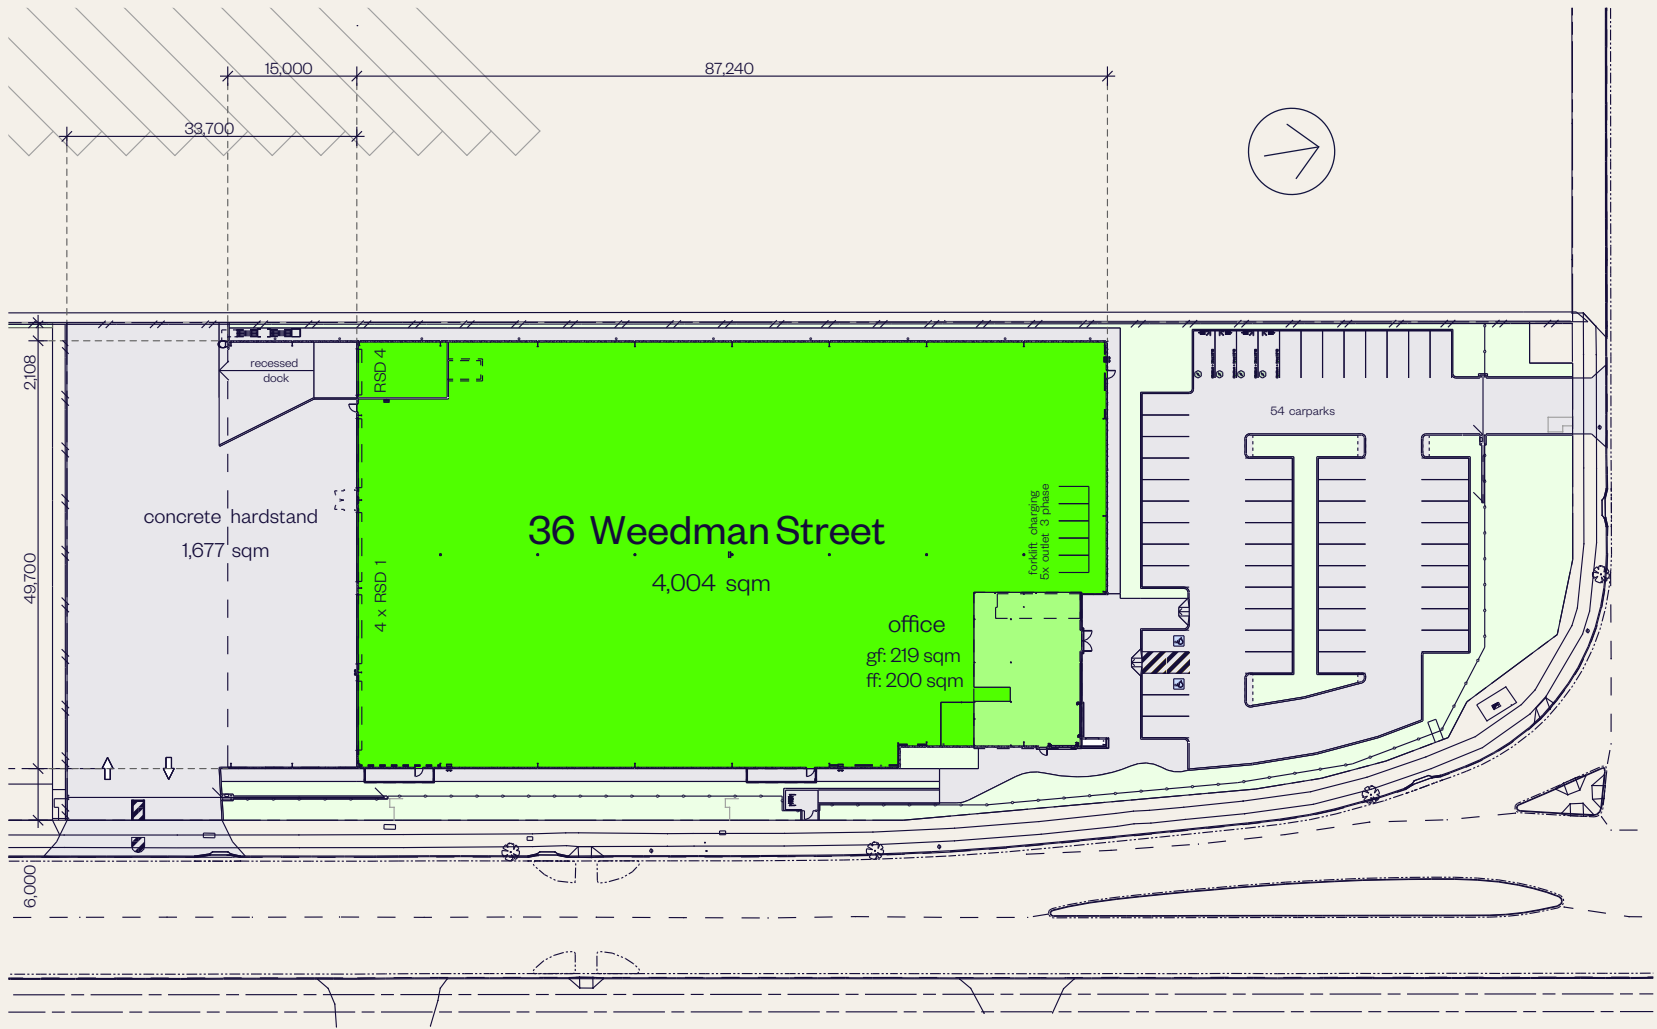 15,000
87,240
33,700
2,108
recessed
dock
RSD 4
54 carparks
concrete hardstand
1,677 sqm
49,700
36 Weedman Street
4,004 sqm
4 x RSD 1
forklift charging
5x outlet 3 phase
office
gf: 219 sqm
ff: 200 sqm
6,000